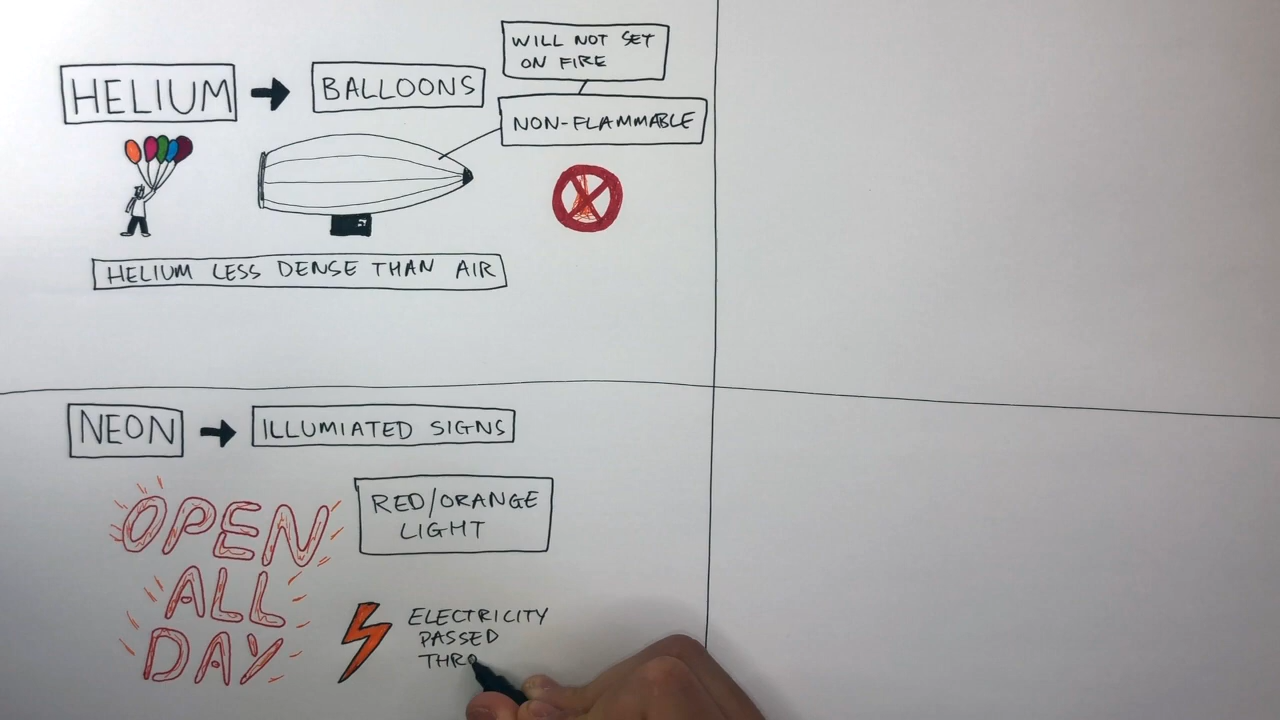 HELIUM
BALLOONS
WILL NOT SET
ON FIRE
NON-FLAMMABLE
HELIUM LESS DENSE THAN AIR
NEON
ILLUMIATED SIGNS
OPEN
ALL
DAY
RED/ORANGE
LIGHT
ELECTRICITY
PASSED
THRO